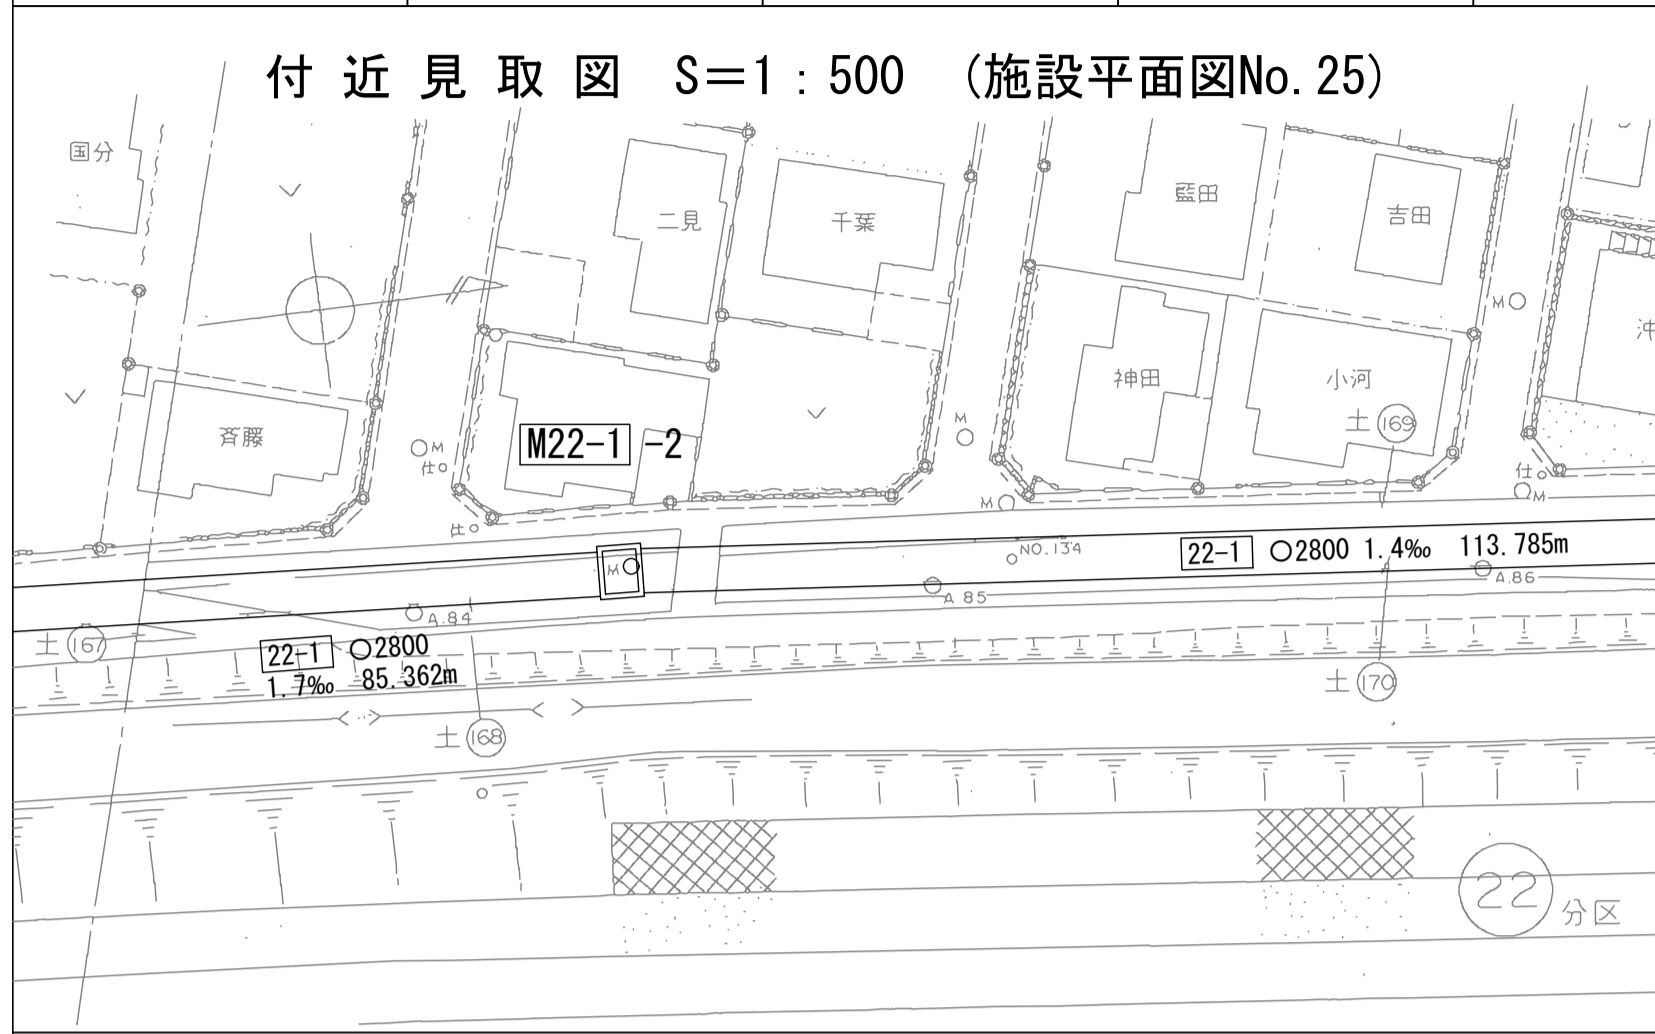 付近見取図 S=1:500 (施設平面図No.25)
国分
二見
千葉
藍田
吉田
M
神田
小河
土 169
斉藤
M
仕
M22-1 -2
M
仕
M
M
仕
NO.134
22-1 ○2800 1.4‰ 113.785m
M
A.86
A 85
A.84
土 167
22-1 ○2800
1.7‰ 85.362m
土 170
土 168
22 分区